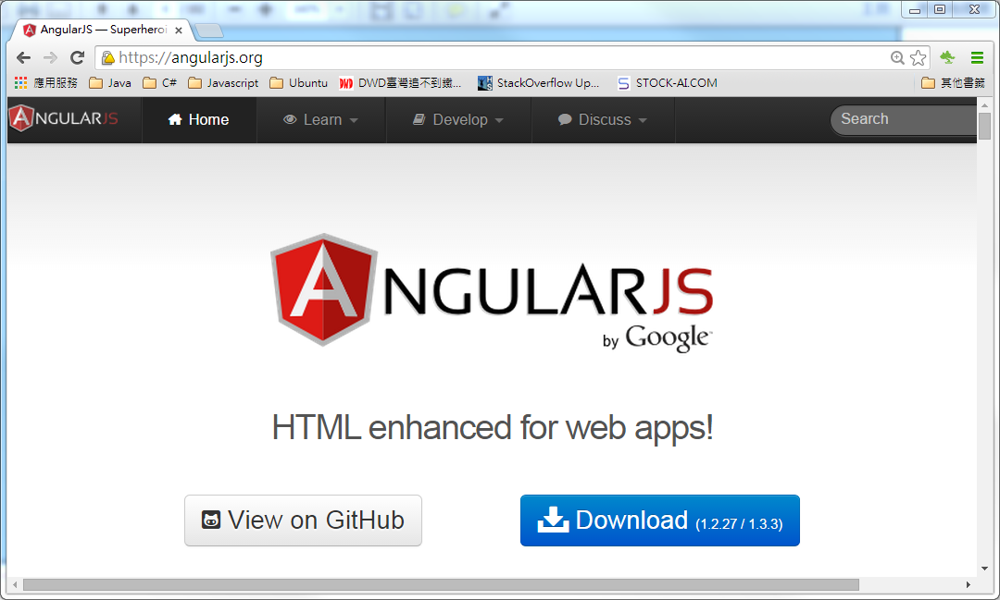 AngularJS — Superheroi
https://angularjs.org
應用服務 Java C# Javascript Ubuntu DWD臺灣追不到鐵... StackOverflow Up... STOCK-AI.COM 其他書籤
ANGULARJS Home Learn Develop Discuss Search
ANGULARJS
by Google™
HTML enhanced for web apps!
View on GitHub Download (1.2.27 / 1.3.3)